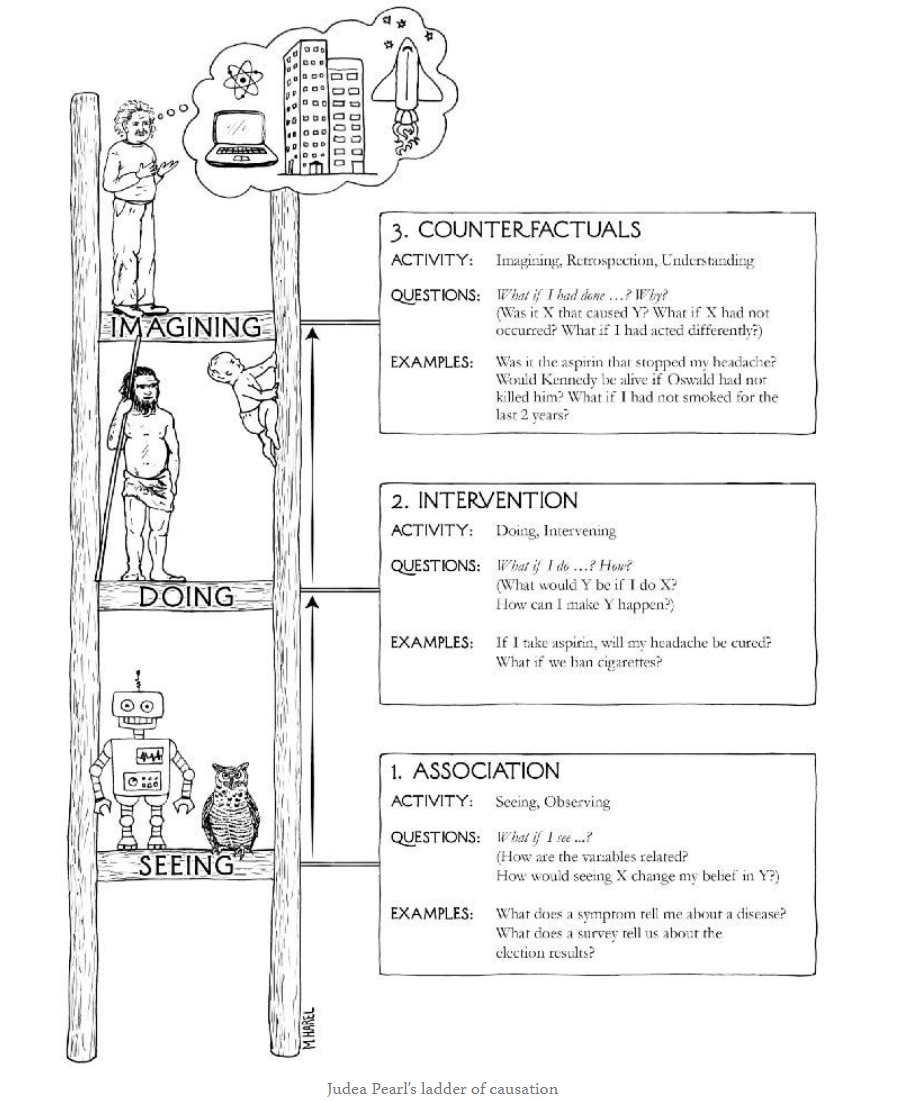 IMAGINING
DOING
SEEING
3. COUNTERFACTUALS
ACTIVITY: Imagining, Retrospection, Understanding
QUESTIONS: What if I had done ...? Why?
(Was it X that caused Y? What if X had not
occurred? What if I had acted differently?)
EXAMPLES: Was it the aspirin that stopped my headache?
Would Kennedy be alive if Oswald had not
killed him? What if I had not smoked for the
last 2 years?
2. INTERVENTION
ACTIVITY: Doing, Intervening
QUESTIONS: What if I do ...? How?
(What would Y be if I do X?
How can I make Y happen?)
EXAMPLES: If I take aspirin, will my headache be cured?
What if we ban cigarettes?
1. ASSOCIATION
ACTIVITY: Seeing, Observing
QUESTIONS: What if I see ...?
(How are the variables related?
How would seeing X change my belief in Y?)
EXAMPLES: What does a symptom tell me about a disease?
What does a survey tell us about the
election results?
M.HAREL
Judea Pearl's ladder of causation